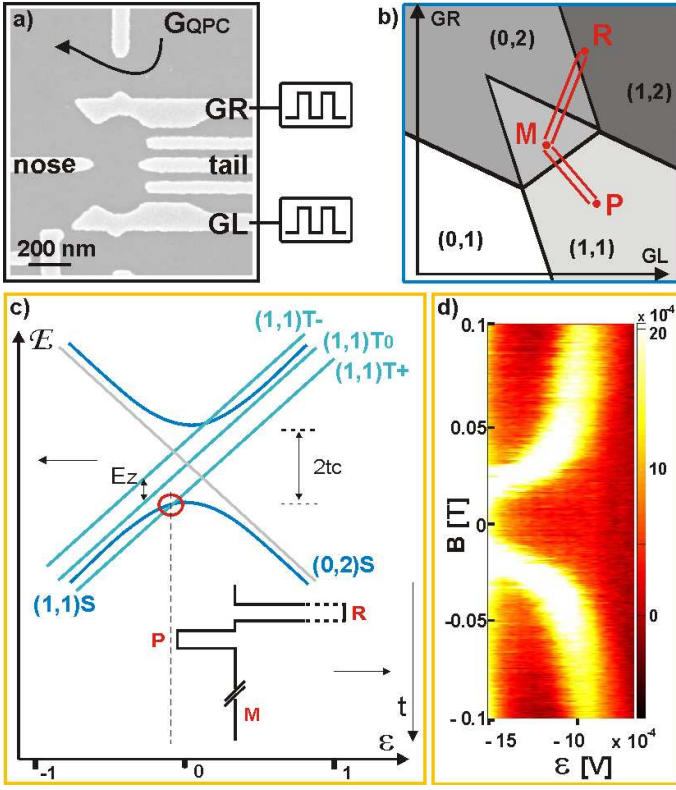 a)
GQPC
GR
nose
tail
GL
200 nm
b)
GR
(0,2)
R
(1,2)
M
P
(0,1)
(1,1)
GL
c)
ℰ
(1,1)T-
(1,1)T0
(1,1)T+
Ez
2tc
(1,1)S
(0,2)S
R
P
M
t
-1
0
1
ε
d)
x 10⁴
0.1
0.05
0
-0.05
-0.1
B [T]
20
10
0
-15
-10
x 10⁻⁴
ε [V]